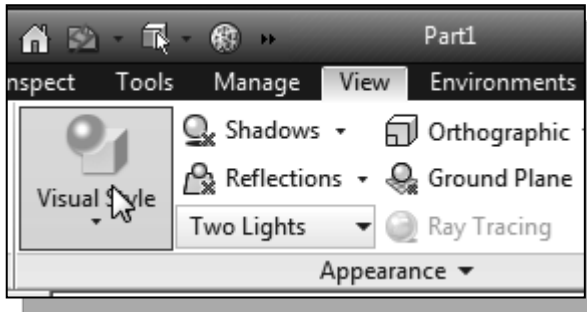 Part1
nspect Tools Manage View Environments
Shadows Orthographic
Visual Style Reflections Ground Plane
Two Lights Ray Tracing
Appearance